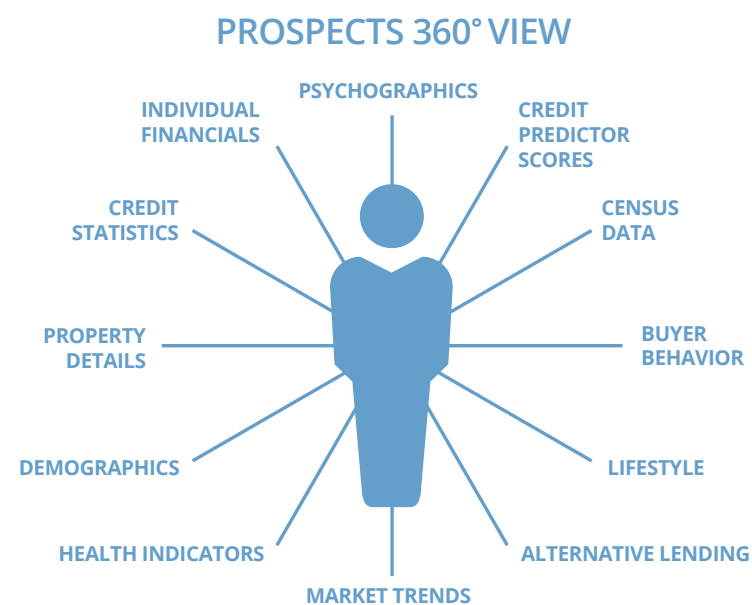 PROSPECTS 360° VIEW
PSYCHOGRAPHICS
INDIVIDUAL
FINANCIALS
CREDIT
PREDICTOR
SCORES
CREDIT
STATISTICS
CENSUS
DATA
PROPERTY
DETAILS
BUYER
BEHAVIOR
DEMOGRAPHICS
LIFESTYLE
HEALTH INDICATORS
ALTERNATIVE LENDING
MARKET TRENDS